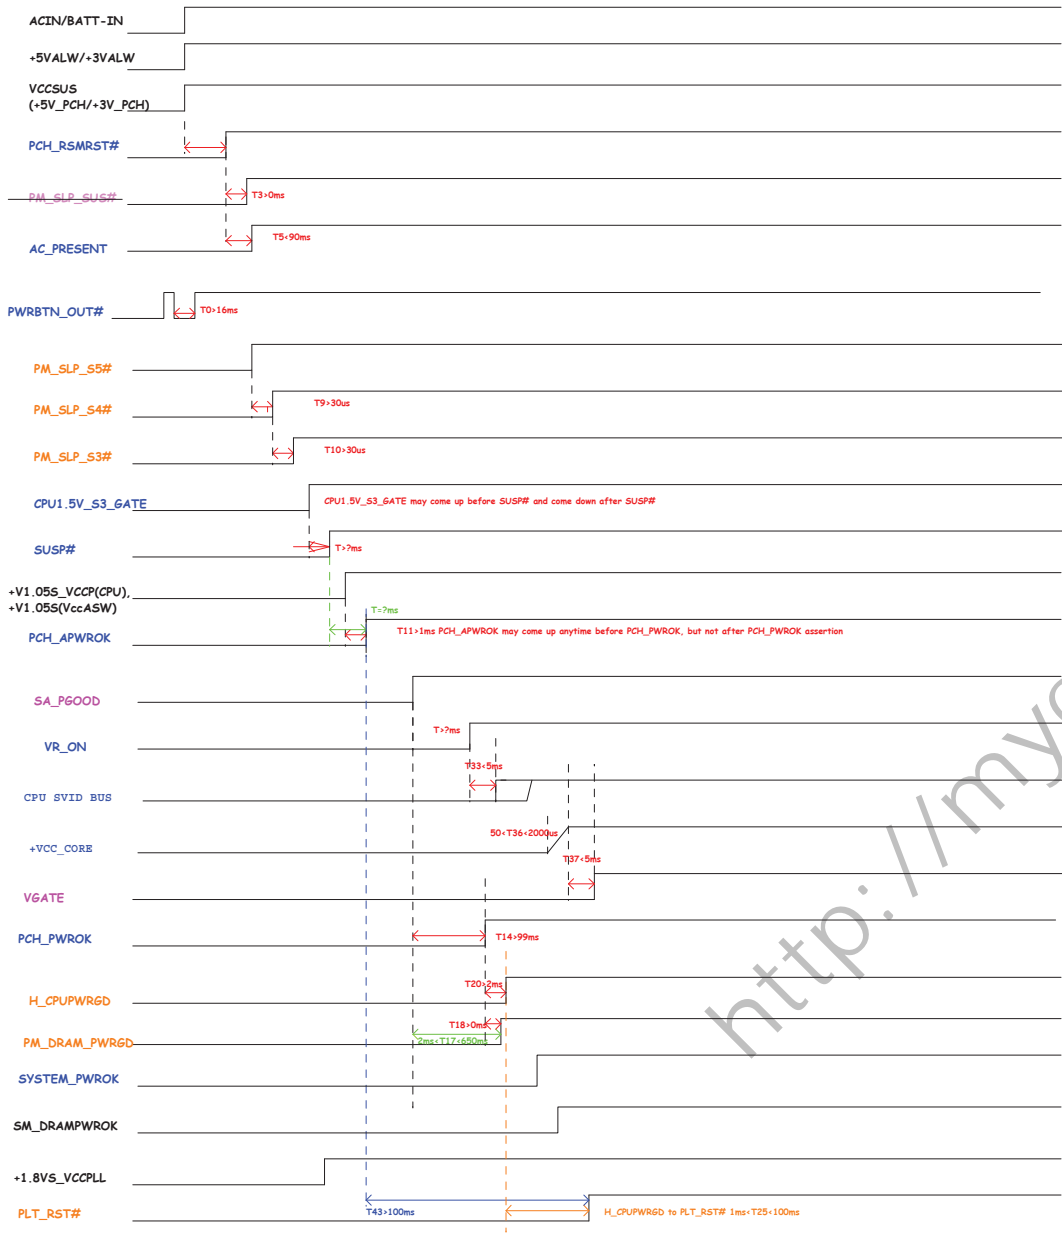 ACIN/BATT-IN
+5VALW/+3VALW
VCCSUS
(+5V_PCH/+3V_PCH)
PCH_RSMRST#
PM_SLP_SUS#
T3>0ms
AC_PRESENT
T5<90ms
PWRBTN_OUT#
T0>16ms
PM_SLP_S5#
PM_SLP_S4#
T9>30us
PM_SLP_S3#
T10>30us
CPU1.5V_S3_GATE
CPU1.5V_S3_GATE may come up before SUSP# and come down after SUSP#
SUSP#
T>?ms
+V1.05S_VCCP(CPU),
+V1.05S(VccASW)
T=?ms
PCH_APWROK
T11>1ms PCH_APWROK may come up anytime before PCH_PWROK, but not after PCH_PWROK assertion
SA_PGOOD
VR_ON
T>?ms
T33<5ms
CPU SVID BUS
+VCC_CORE
50<T36<2000us
T37<5ms
VGATE
PCH_PWROK
T14>99ms
H_CPUPWRGD
T20>2ms
T18>0ms
PM_DRAM_PWRGD
2ms<T17<650ms
SYSTEM_PWROK
SM_DRAMPWROK
+1.8VS_VCCPLL
PLT_RST#
T43>100ms
H_CPUPWRGD to PLT_RST# 1ms<T25<100ms